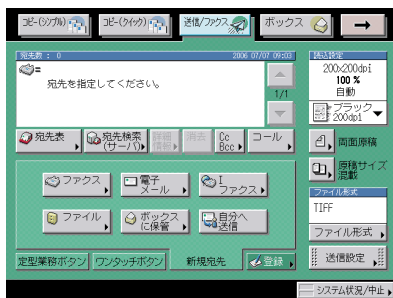 コピー(シンプル)
コピー(クイック)
送信/ファクス
ボックス
宛先数 : 0
2006 07/07 09:03
宛先を指定してください。
1/1
宛先表
宛先検索
(サーバ)
詳細
情報
消去
Cc
Bcc
コール
ファクス
電子
メール
I
ファクス
ファイル
ボックス
に保管
自分へ
送信
定型業務ボタン
ワンタッチボタン
新規宛先
登録
読込設定
200×200dpi
100 %
自動
ブラック
200dpi
両面原稿
原稿サイズ
混載
ファイル形式
TIFF
ファイル形式
送信設定
システム状況/中止